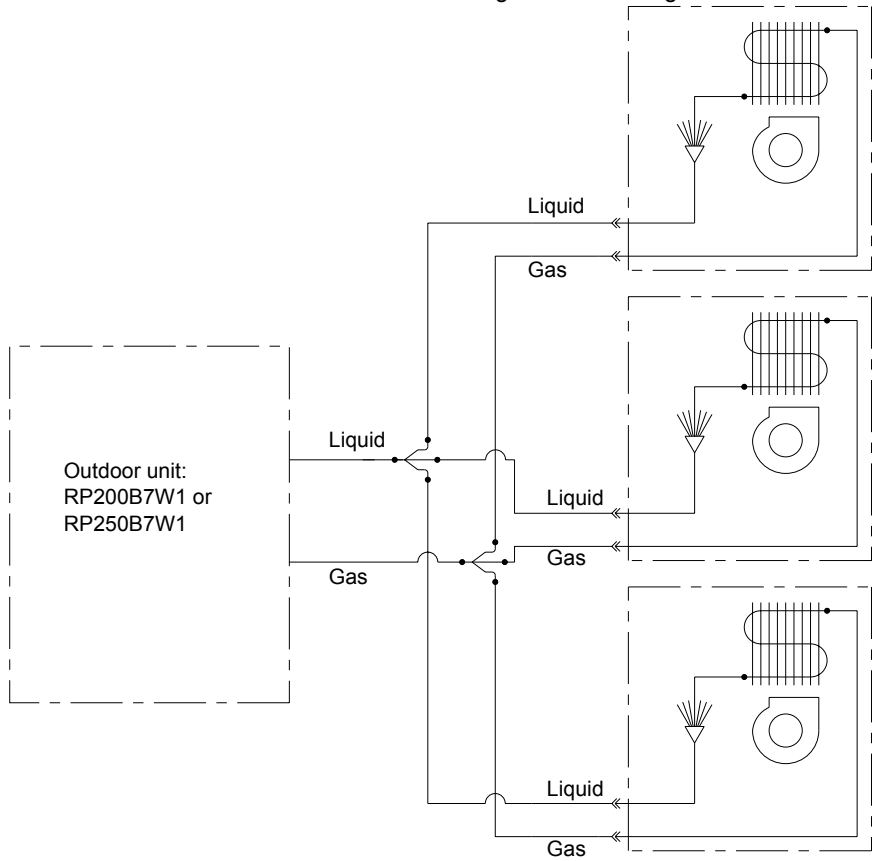 Liquid
Gas
Liquid
Outdoor unit:
RP200B7W1 or
RP250B7W1
Liquid
Gas
Gas
Liquid
Gas